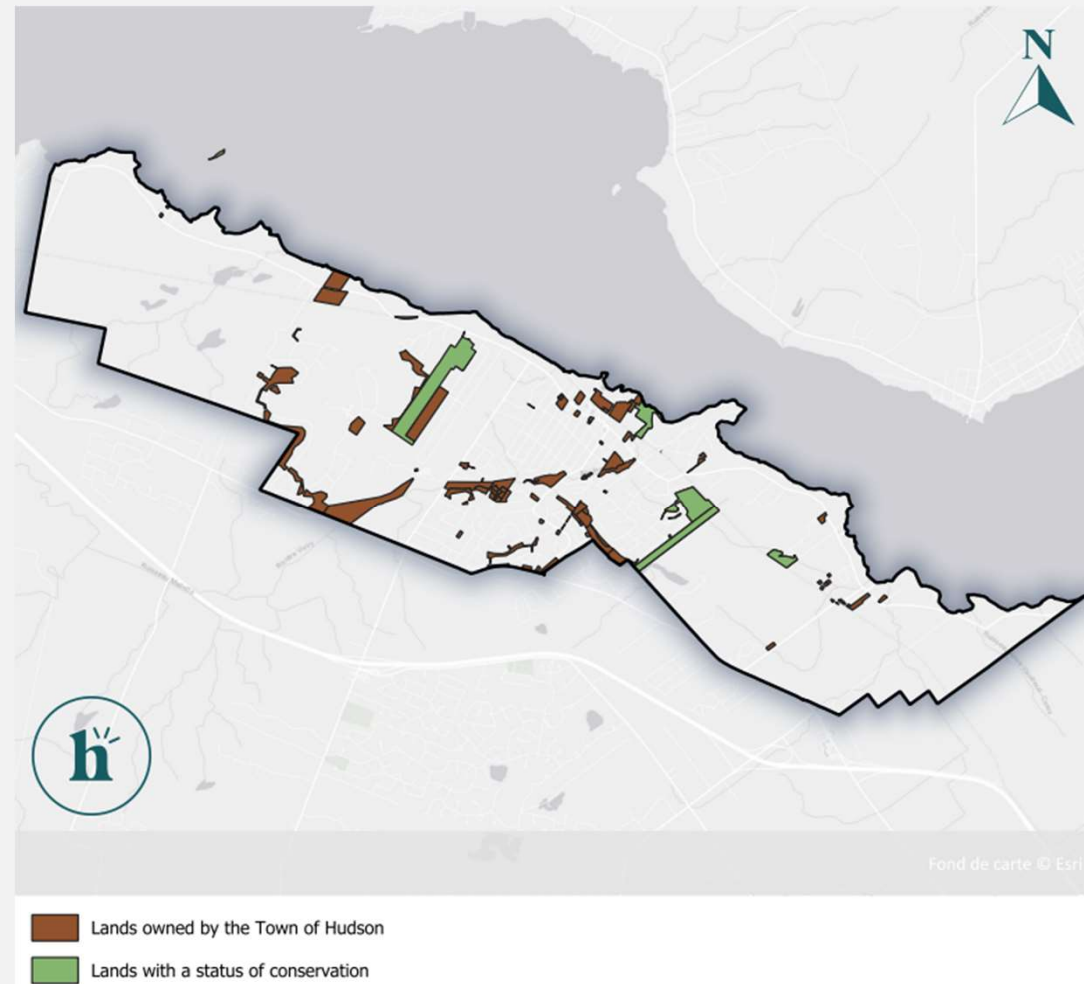 N
h
Fond de carte © Esri
Lands owned by the Town of Hudson
Lands with a status of conservation